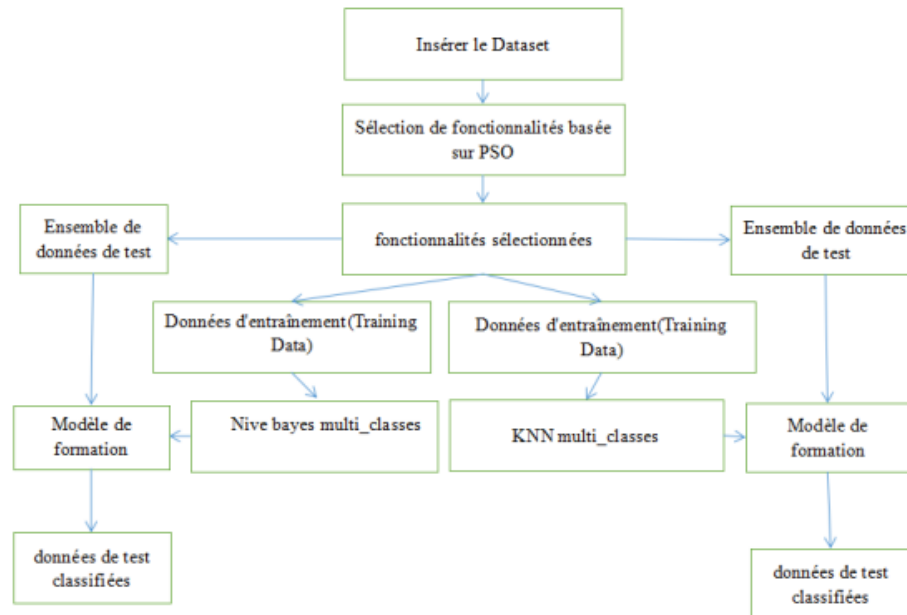 Insérer le Dataset
Sélection de fonctionnalités basée
sur PSO
Ensemble de
données de test
fonctionnalités sélectionnées
Ensemble de données
de test
Données d'entraînement(Training
Data)
Données d'entraînement(Training
Data)
Modèle de
formation
Nive bayes multi_classes
KNN multi_classes
Modèle de
formation
données de test
classifiées
données de test
classifiées